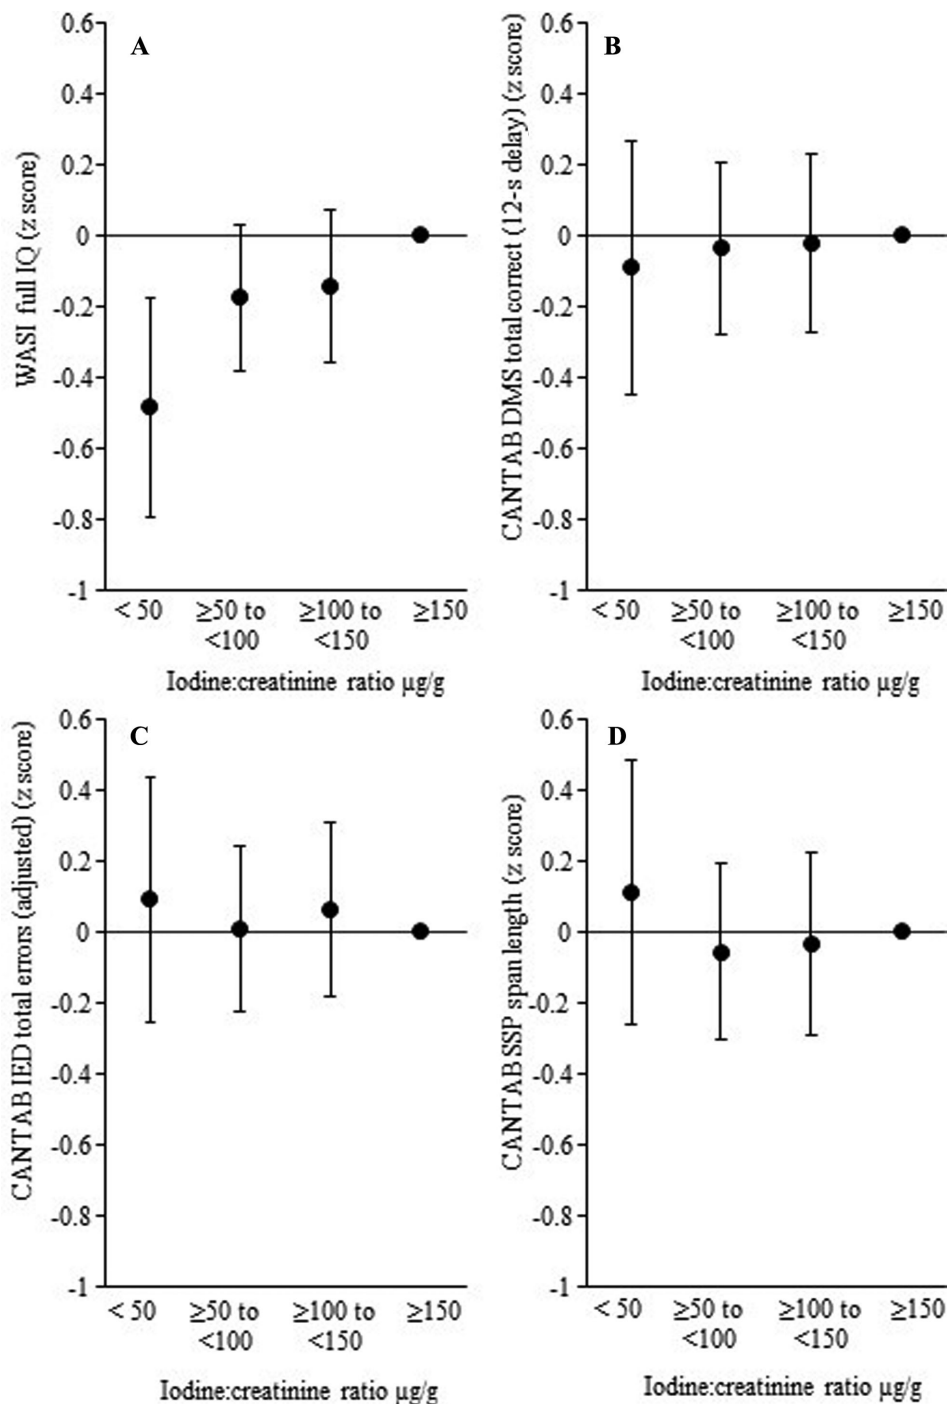 A
WASI full IQ (z score)
0.6
0.4
0.2
0
-0.2
-0.4
-0.6
-0.8
-1
< 50 ≥50 to ≥100 to ≥150
<100 <150
Iodine:creatinine ratio µg/g
B
CANTAB DMS total correct (12-s delay) (z score)
0.6
0.4
0.2
0
-0.2
-0.4
-0.6
-0.8
-1
< 50 ≥50 to ≥100 to ≥150
<100 <150
Iodine:creatinine ratio µg/g
C
CANTAB IED total errors (adjusted) (z score)
0.6
0.4
0.2
0
-0.2
-0.4
-0.6
-0.8
-1
< 50 ≥50 to ≥100 to ≥150
<100 <150
Iodine:creatinine ratio µg/g
D
CANTAB SSP span length (z score)
0.6
0.4
0.2
0
-0.2
-0.4
-0.6
-0.8
-1
< 50 ≥50 to ≥100 to ≥150
<100 <150
Iodine:creatinine ratio µg/g